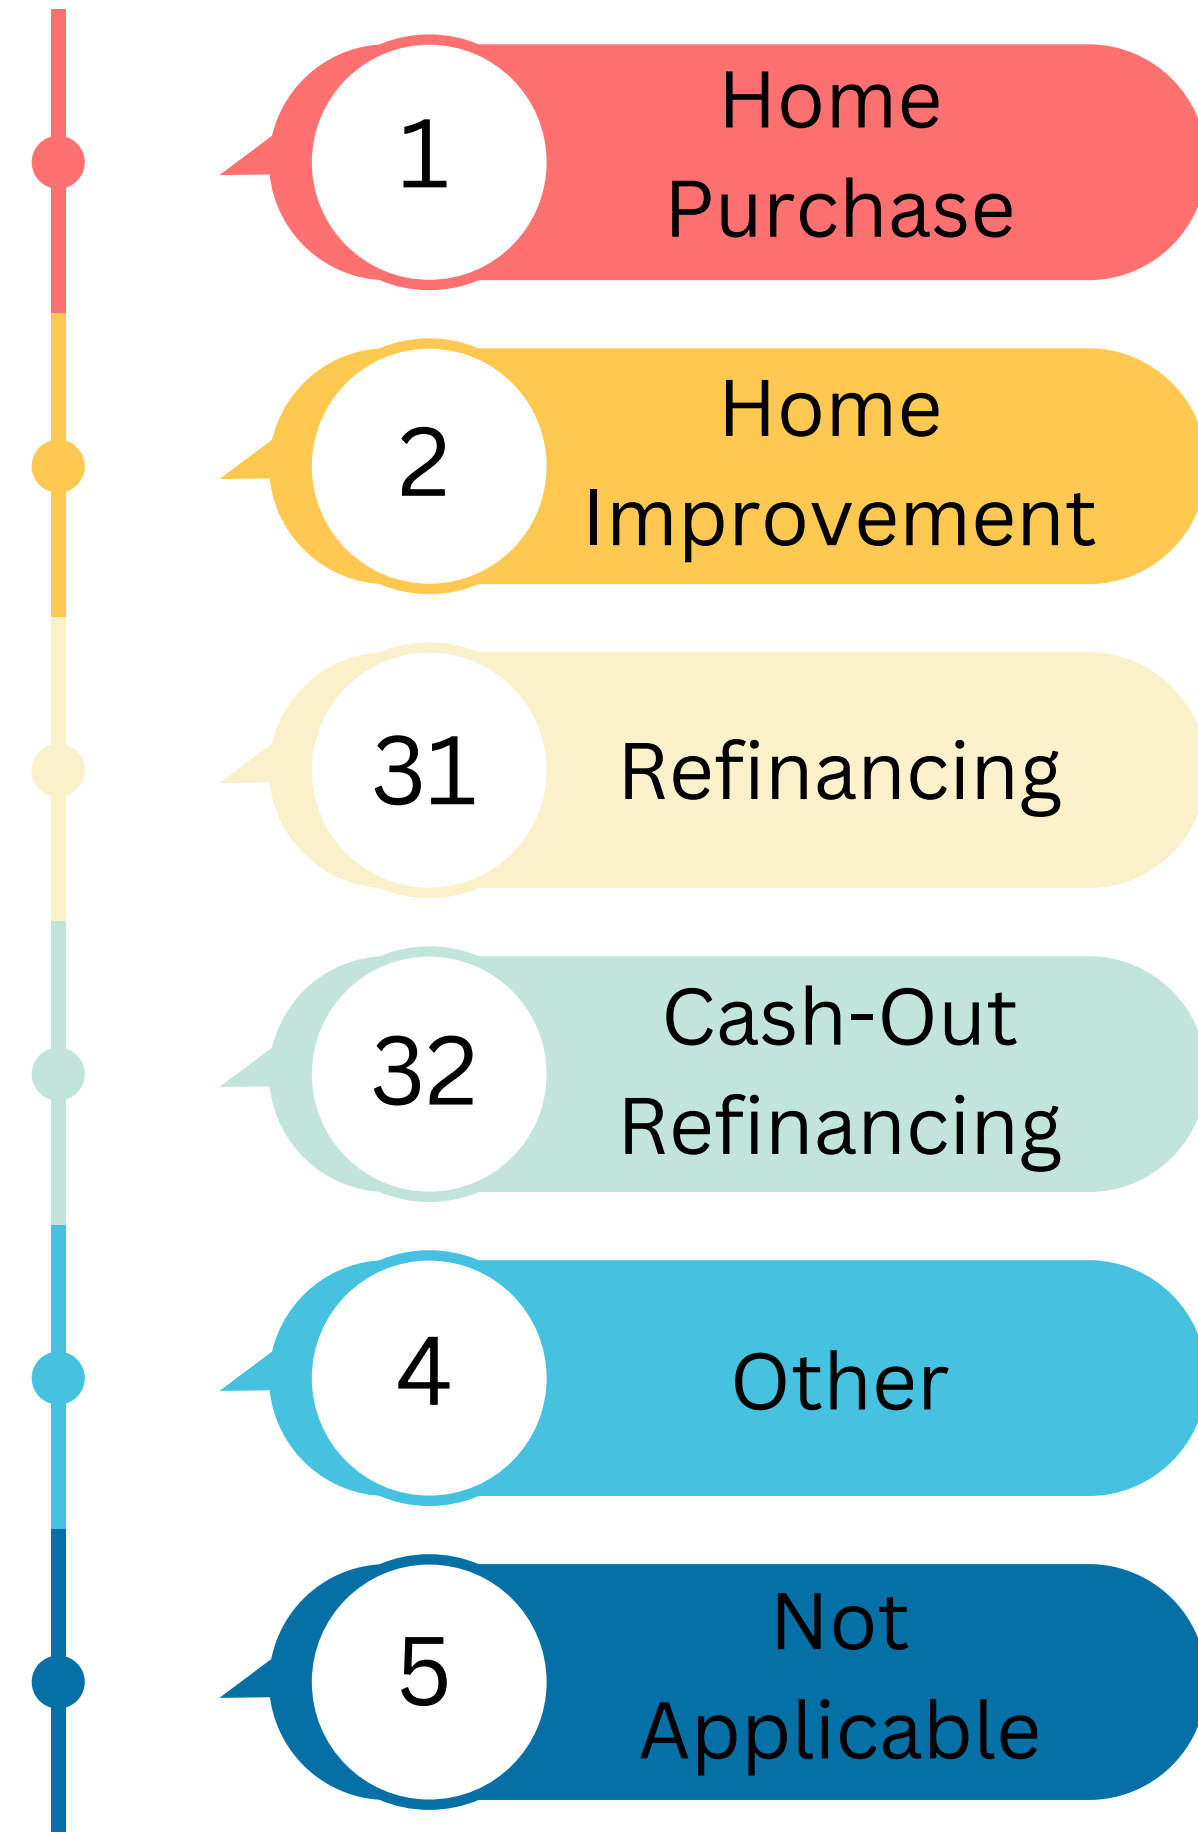 1
Home
Purchase
2
Home
Improvement
31
Refinancing
32
Cash-Out
Refinancing
4
Other
5
Not
Applicable